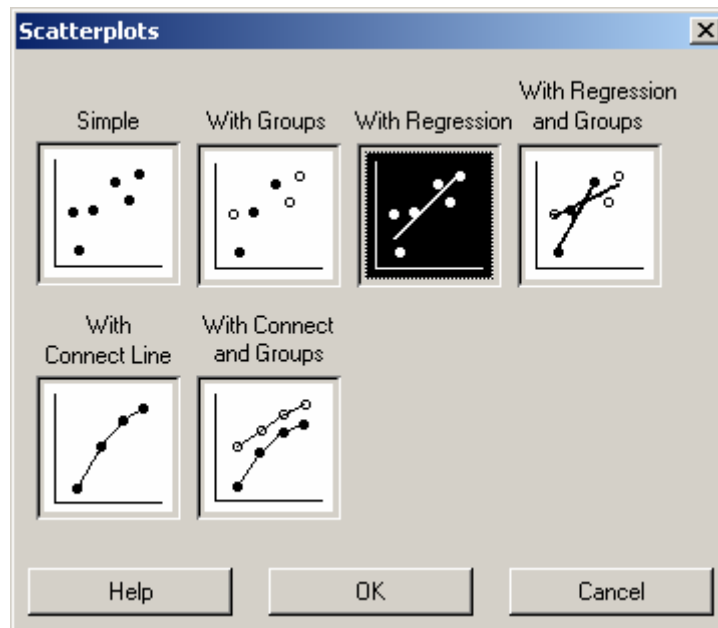 Scatterplots
Simple
With Groups
With Regression
With Regression
and Groups
With
Connect Line
With Connect
and Groups
Help
OK
Cancel